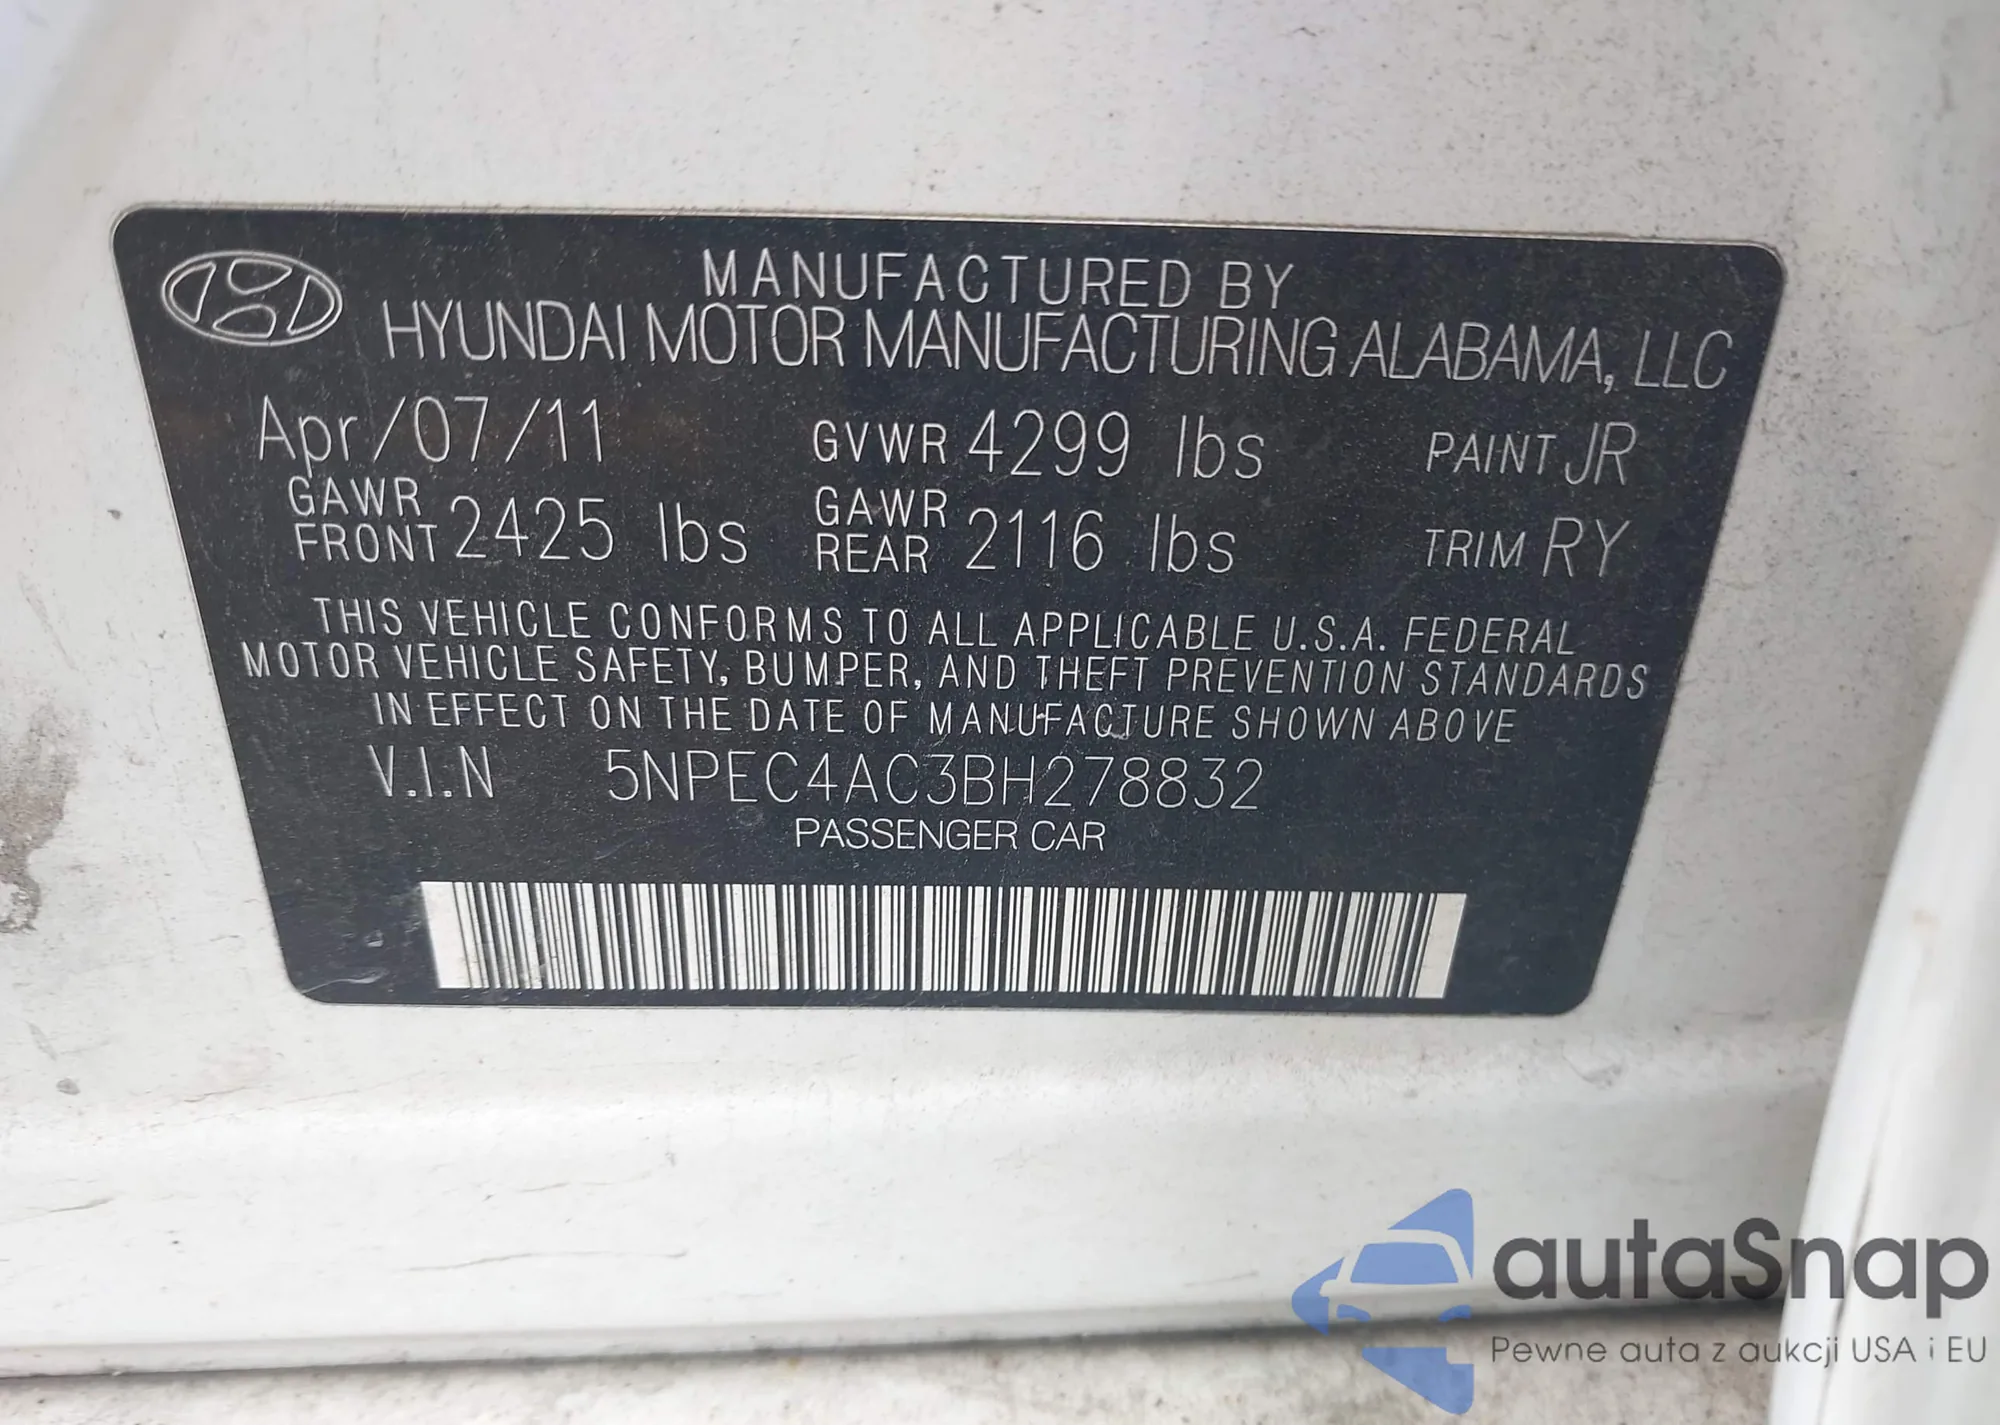 MANUFACTURED BY
HYUNDAI MOTOR MANUFACTURING ALABAMA, LLC
Apr/07/11 GVWR 4299 lbs PAINT JR
GAWR FRONT 2425 lbs GAWR REAR 2116 lbs TRIM RY
THIS VEHICLE CONFORMS TO ALL APPLICABLE U.S.A. FEDERAL
MOTOR VEHICLE SAFETY, BUMPER, AND THEFT PREVENTION STANDARDS
IN EFFECT ON THE DATE OF MANUFACTURE SHOWN ABOVE
V.I.N 5NPEC4AC3BH278832
PASSENGER CAR
autaSnap
Pewne auta z aukcji USA i EU